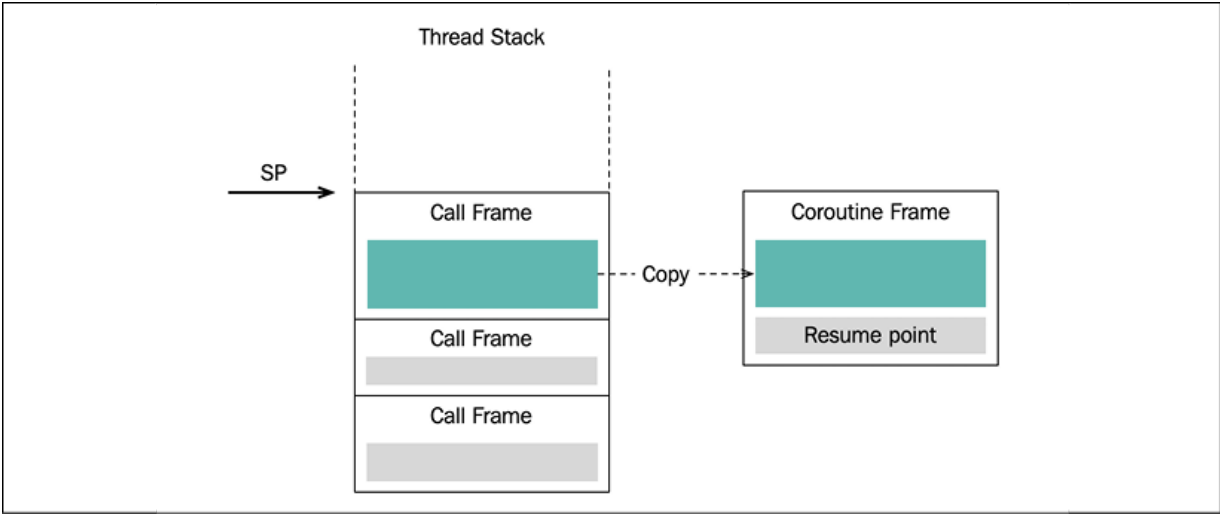 Thread Stack
SP
Call Frame
Coroutine Frame
Copy
Resume point
Call Frame
Call Frame